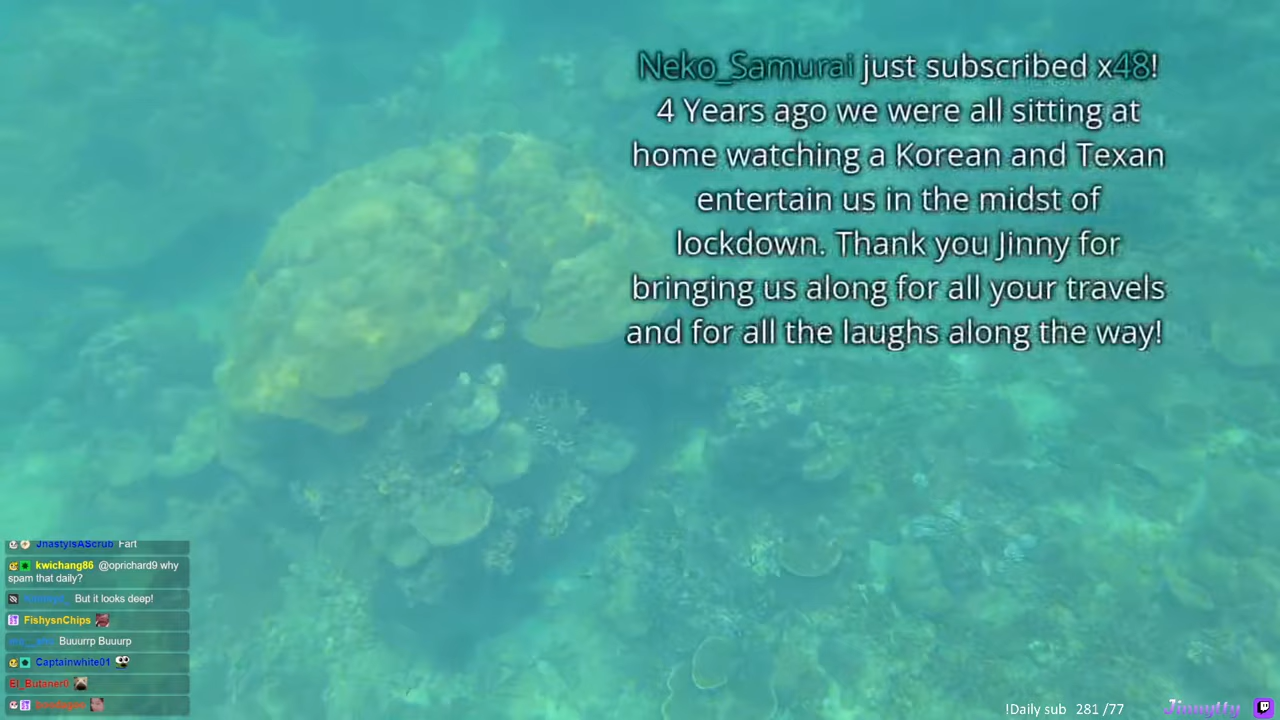 Neko_Samurai just subscribed x48!
4 Years ago we were all sitting at
home watching a Korean and Texan
entertain us in the midst of
lockdown. Thank you Jinny for
bringing us along for all your travels
and for all the laughs along the way!
JnastyIsAScrub Fart
kwichang86 @oprichard9 why
spam that daily?
But it looks deep!
FishysnChips
Buuurrp Buuurp
Captainwhite01
El_Butaner0
!Daily sub 281 /77
Jinnytty